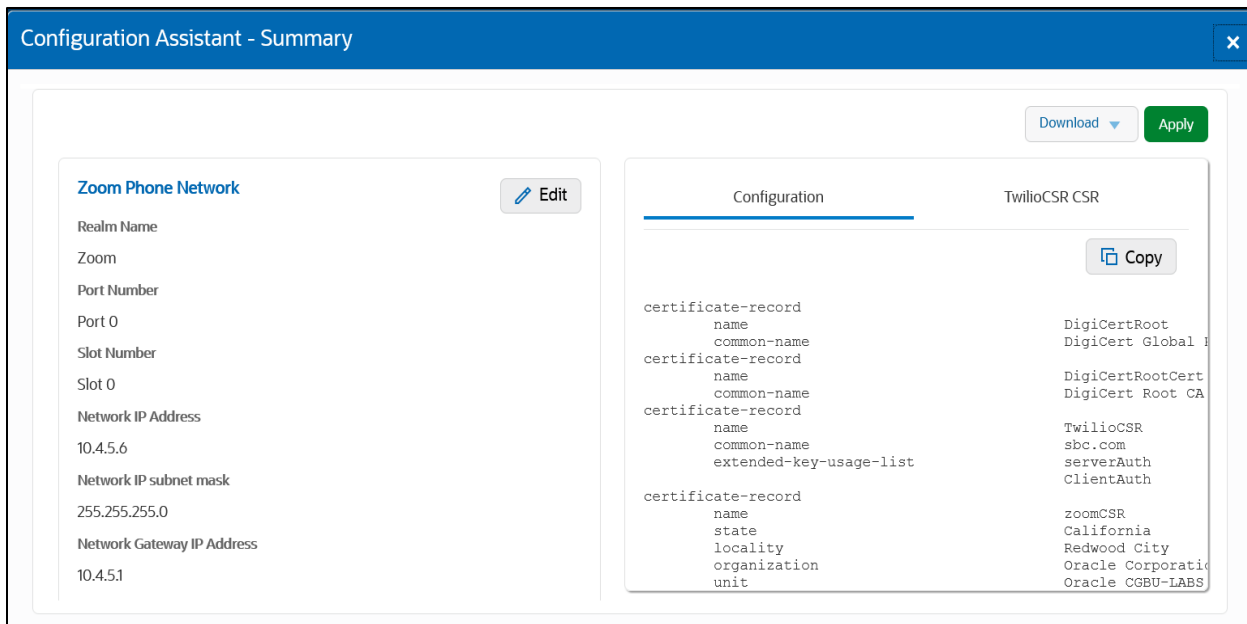 Configuration Assistant - Summary
Download
Apply
Zoom Phone Network
Edit
Realm Name
Zoom
Port Number
Port 0
Slot Number
Slot 0
Network IP Address
10.4.5.6
Network IP subnet mask
255.255.255.0
Network Gateway IP Address
10.4.5.1
Configuration TwilioCSR CSR
Copy
certificate-record
name DigiCertRoot
common-name DigiCert Global
certificate-record
name DigiCertRootCert
common-name DigiCert Root CA
certificate-record
name TwilioCSR
common-name sbc.com
extended-key-usage-list serverAuth
ClientAuth
certificate-record
name zoomCSR
state California
locality Redwood City
organization Oracle Corporatio
unit Oracle CGBU-LABS